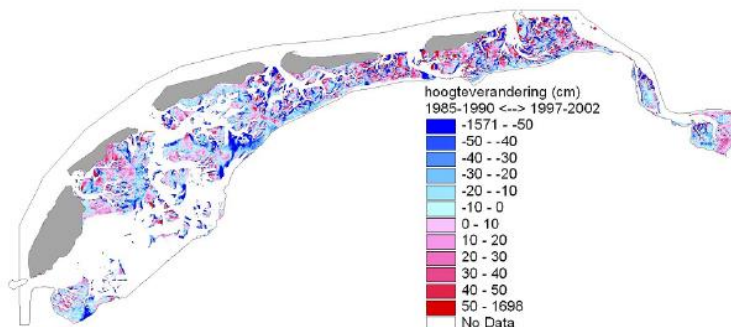 hoogteverandering (cm)
1985-1990 <--> 1997-2002
-1571 - -50
-50 - -40
-40 - -30
-30 - -20
-20 - -10
-10 - 0
0 - 10
10 - 20
20 - 30
30 - 40
40 - 50
50 - 1698
No Data